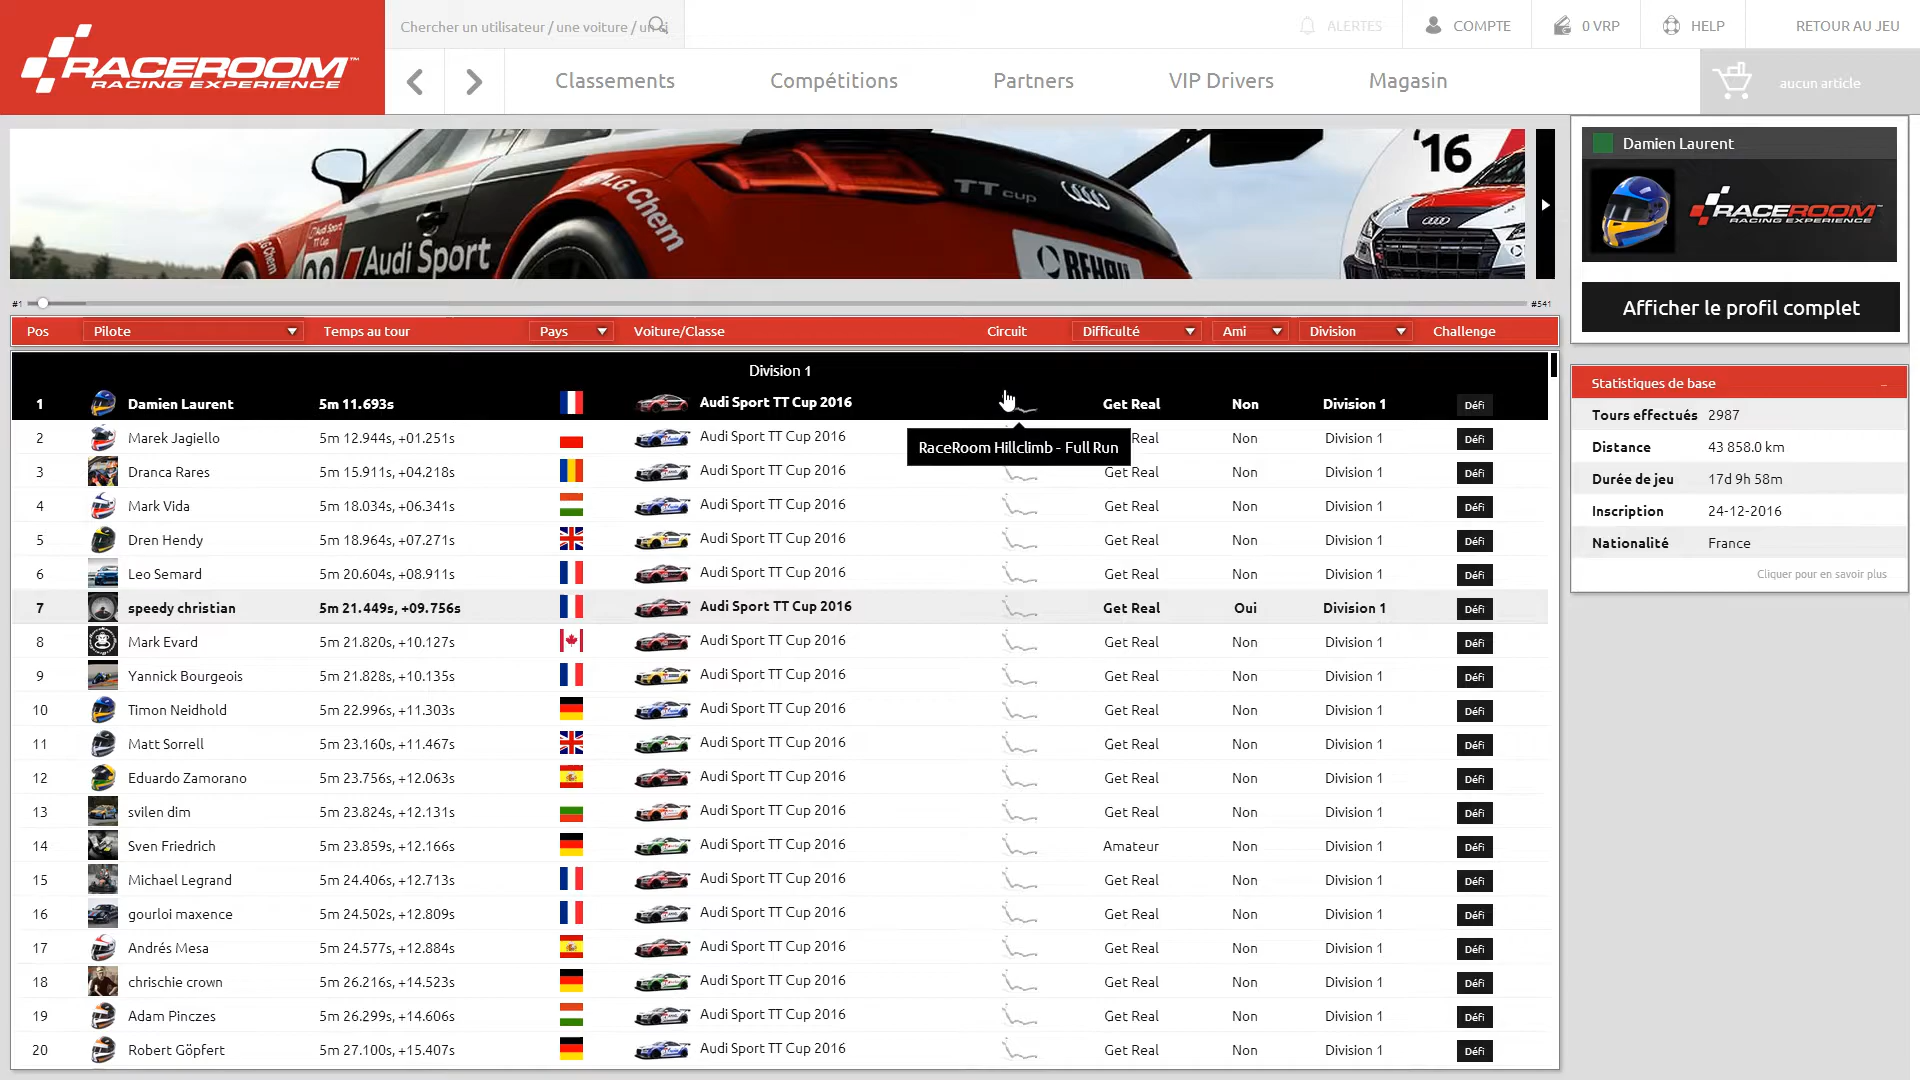 RACEROOM™
RACING EXPERIENCE
Chercher un utilisateur / une voiture / un ci
ALERTES
COMPTE
0 VRP
HELP
RETOUR AU JEU
Classements
Compétitions
Partners
VIP Drivers
Magasin
aucun article
LG Chem
Audi Sport
TT Cup
LG Chem
Audi Sport
TT cup
REHAU
'16
Damien Laurent
RACEROOM™
RACING EXPERIENCE
Afficher le profil complet
#1
#541
Pos Pilote Temps au tour Pays Voiture/Classe Circuit Difficulté Ami Division Challenge
Division 1
1 Damien Laurent 5m 11.693s Audi Sport TT Cup 2016 Get Real Non Division 1 Défi
2 Marek Jagiello 5m 12.944s, +01.251s Audi Sport TT Cup 2016 Real Non Division 1 Défi
RaceRoom Hillclimb - Full Run
3 Dranca Rares 5m 15.911s, +04.218s Audi Sport TT Cup 2016 Get Real Non Division 1 Défi
4 Mark Vida 5m 18.034s, +06.341s Audi Sport TT Cup 2016 Get Real Non Division 1 Défi
5 Dren Hendy 5m 18.964s, +07.271s Audi Sport TT Cup 2016 Get Real Non Division 1 Défi
6 Leo Semard 5m 20.604s, +08.911s Audi Sport TT Cup 2016 Get Real Non Division 1 Défi
7 speedy christian 5m 21.449s, +09.756s Audi Sport TT Cup 2016 Get Real Oui Division 1 Défi
8 Mark Evard 5m 21.820s, +10.127s Audi Sport TT Cup 2016 Get Real Non Division 1 Défi
9 Yannick Bourgeois 5m 21.828s, +10.135s Audi Sport TT Cup 2016 Get Real Non Division 1 Défi
10 Timon Neidhold 5m 22.996s, +11.303s Audi Sport TT Cup 2016 Get Real Non Division 1 Défi
11 Matt Sorrell 5m 23.160s, +11.467s Audi Sport TT Cup 2016 Get Real Non Division 1 Défi
12 Eduardo Zamorano 5m 23.756s, +12.063s Audi Sport TT Cup 2016 Get Real Non Division 1 Défi
13 svilen dim 5m 23.824s, +12.131s Audi Sport TT Cup 2016 Get Real Non Division 1 Défi
14 Sven Friedrich 5m 23.859s, +12.166s Audi Sport TT Cup 2016 Amateur Non Division 1 Défi
15 Michael Legrand 5m 24.406s, +12.713s Audi Sport TT Cup 2016 Get Real Non Division 1 Défi
16 gourloi maxence 5m 24.502s, +12.809s Audi Sport TT Cup 2016 Get Real Non Division 1 Défi
17 Andrés Mesa 5m 24.577s, +12.884s Audi Sport TT Cup 2016 Get Real Non Division 1 Défi
18 chrischie crown 5m 26.216s, +14.523s Audi Sport TT Cup 2016 Get Real Non Division 1 Défi
19 Adam Pinczes 5m 26.299s, +14.606s Audi Sport TT Cup 2016 Get Real Non Division 1 Défi
20 Robert Göpfert 5m 27.100s, +15.407s Audi Sport TT Cup 2016 Get Real Non Division 1 Défi
Statistiques de base
Tours effectués 2987
Distance 43 858.0 km
Durée de jeu 17d 9h 58m
Inscription 24-12-2016
Nationalité France
Cliquer pour en savoir plus